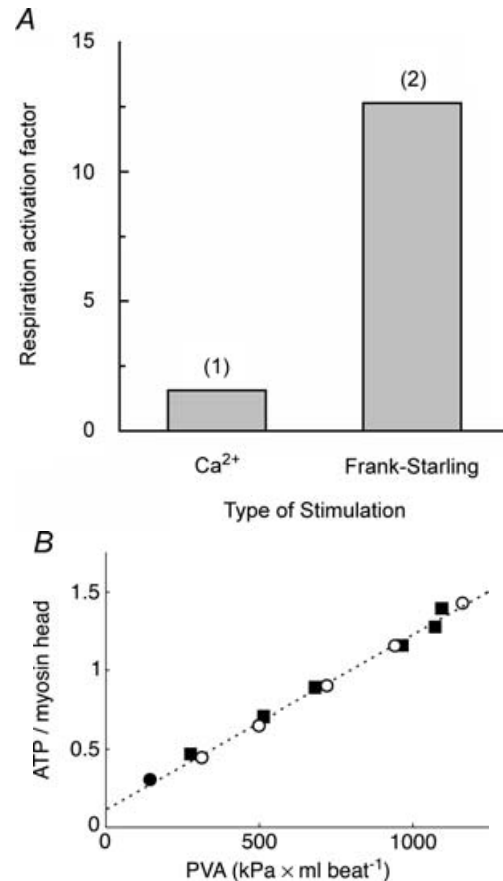 A
15
10
5
0
Respiration activation factor
(1)
(2)
Ca²⁺
Frank-Starling
Type of Stimulation
B
1.5
1
0.5
0
ATP / myosin head
0
500
1000
PVA (kPa × ml beat⁻¹)